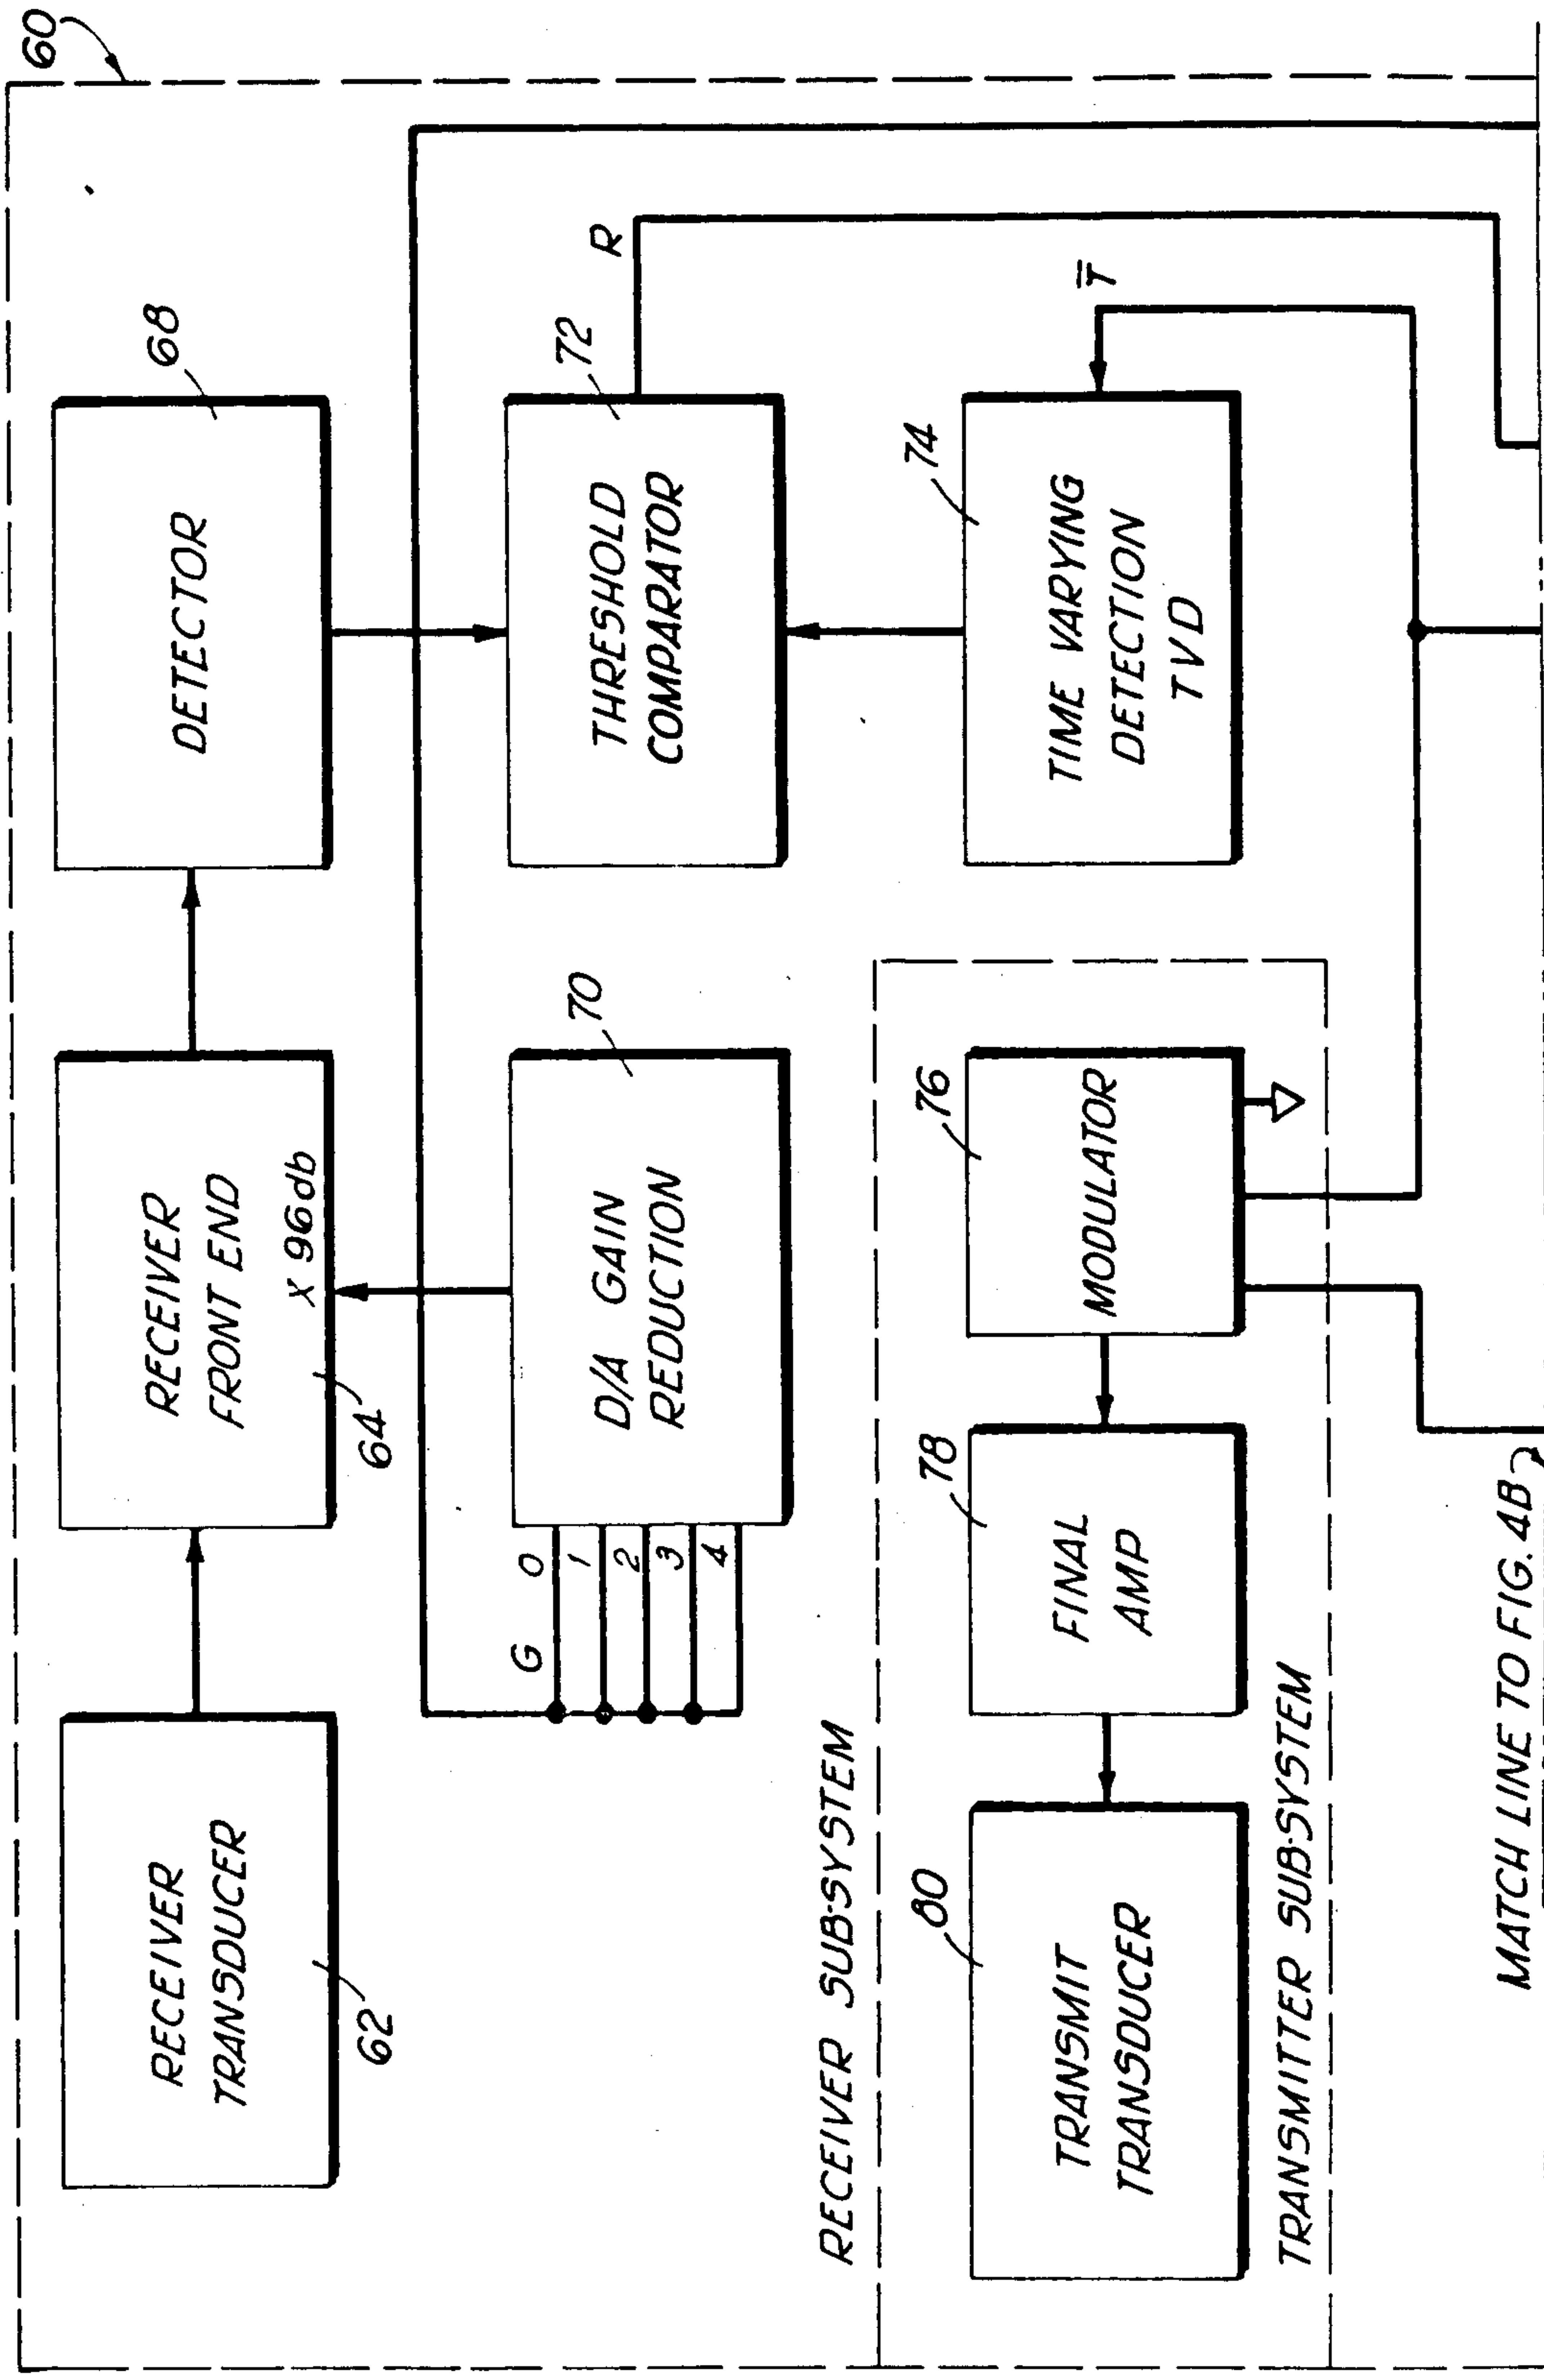 60
RECEIVER
TRANSDUCER
62
RECEIVER
FRONT END
X 96db
64
DETECTOR
68
G
0
1
2
3
4
D/A GAIN
REDUCTION
70
THRESHOLD
COMPARATOR
72
R
TIME VARYING
DETECTION
TVD
74
T̅
RECEIVER SUB-SYSTEM
TRANSMIT
TRANSDUCER
80
FINAL
AMP
78
MODULATOR
76
TRANSMITTER SUB-SYSTEM
MATCH LINE TO FIG. 4B